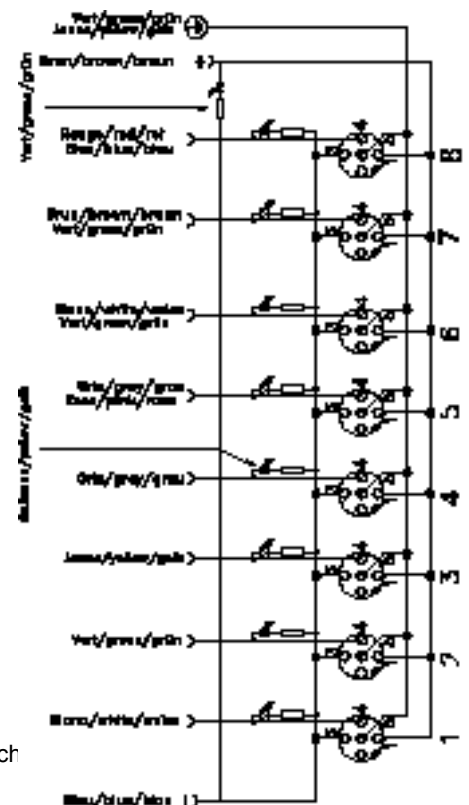 Vert/green/grün
Jaune/yellow/gelb
Brun/brown/braun +
Vert/green/grün
Rouge/red/rot
Bleu/blue/blau
8
Brun/brown/braun
Vert/green/grün
7
Blanc/white/weiss
Vert/green/grün
6
Gris/grey/grau
Rose/pink/rosa
5
yellow/gelb
Gris/grey/grau
4
Jaune/yellow/gelb
3
Vert/green/grün
2
Blanc/white/weiss
1
ch
Bleu/blue/blau